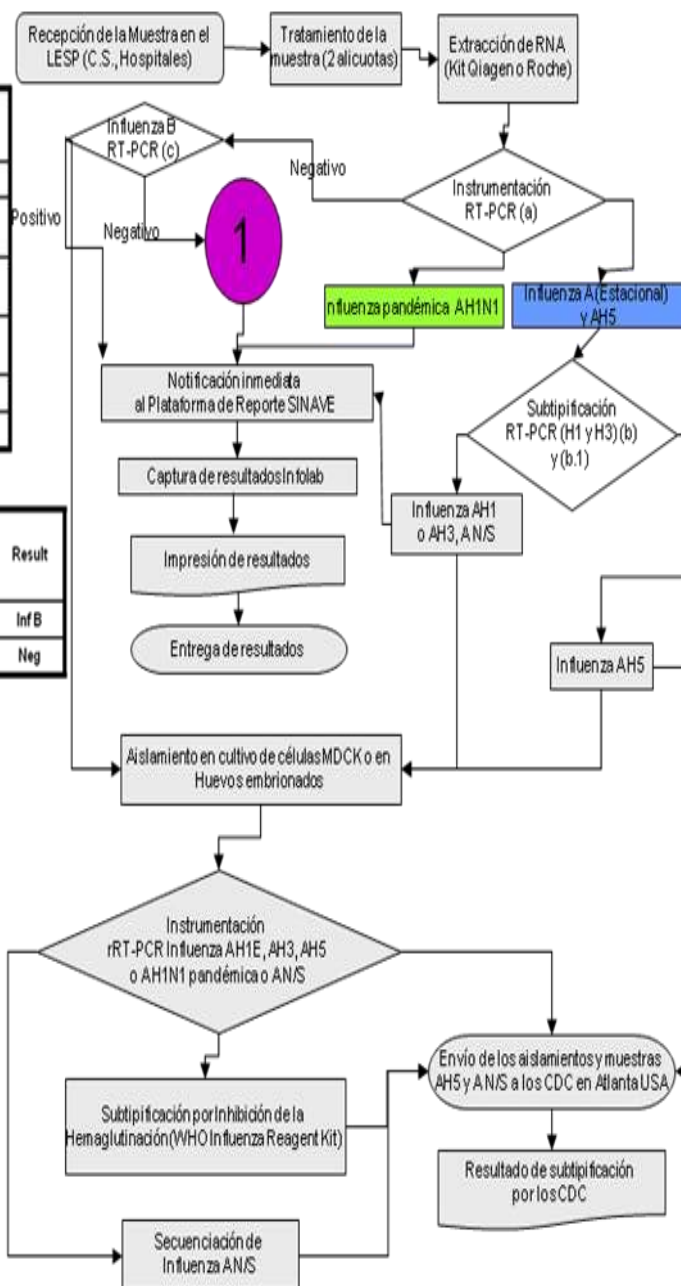 Recepción de la Muestra en el
LESP (C.S., Hospitales)
Tratamiento de la
muestra (2 alicuotas)
Extracción de RNA
(Kit Qiagen o Roche)
Influenza B
RT-PCR (c)
Negativo
Instrumentación
RT-PCR (a)
Positivo
Negativo
1
nfluenza pandémica AH1N1
Influenza A (Estacional)
y AH5
Notificación inmediata
al Plataforma de Reporte SINAVE
Subtipificación
RT-PCR (H1 y H3) (b)
y (b.1)
Captura de resultados Infolab
Influenza AH1
o AH3, A N/S
Result
Impresión de resultados
Inf B
Neg
Entrega de resultados
Influenza AH5
Aislamiento en cultivo de células MDCK o en
Huevos embrionados
Instrumentación
rRT-PCR Influenza AH1E, AH3, AH5
o AH1N1 pandémica o AN/S
Envío de los aislamientos y muestras
AH5 y A N/S a los CDC en Atlanta USA
Subtipificación por Inhibición de la
Hemaglutinación (WHO Influenza Reagent Kit)
Resultado de subtipificación
por los CDC
Secuenciación de
Influenza AN/S